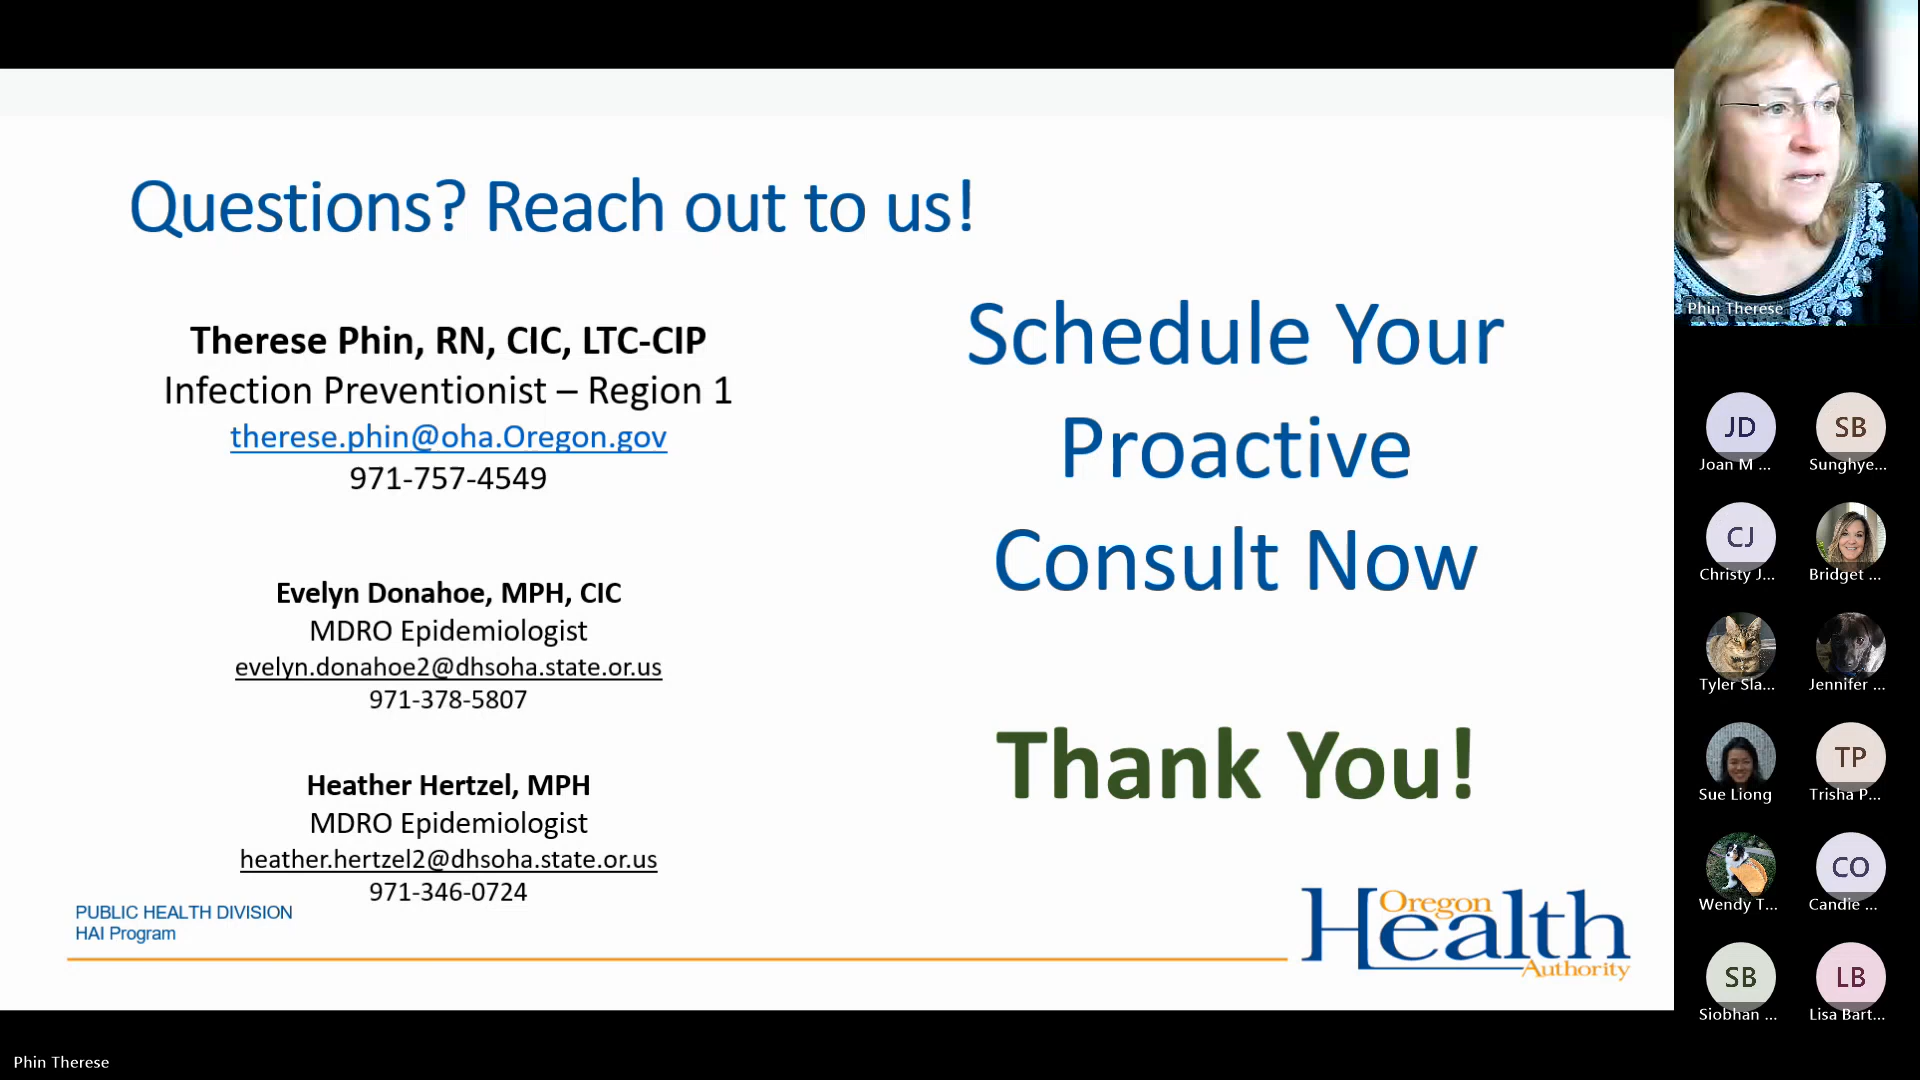 Questions? Reach out to us!
Therese Phin, RN, CIC, LTC-CIP
Infection Preventionist – Region 1
therese.phin@oha.Oregon.gov
971-757-4549
Evelyn Donahoe, MPH, CIC
MDRO Epidemiologist
evelyn.donahoe2@dhsoha.state.or.us
971-378-5807
Heather Hertzel, MPH
MDRO Epidemiologist
heather.hertzel2@dhsoha.state.or.us
971-346-0724
PUBLIC HEALTH DIVISION
HAI Program
Schedule Your
Proactive
Consult Now
Thank You!
Oregon
Health
Authority
Phin Therese
JD
Joan M ...
SB
Sunghye...
CJ
Christy J...
Bridget ...
Tyler Sla...
Jennifer ...
Sue Liong
TP
Trisha P...
Wendy T...
CO
Candie ...
SB
Siobhan ...
LB
Lisa Bart...
Phin Therese